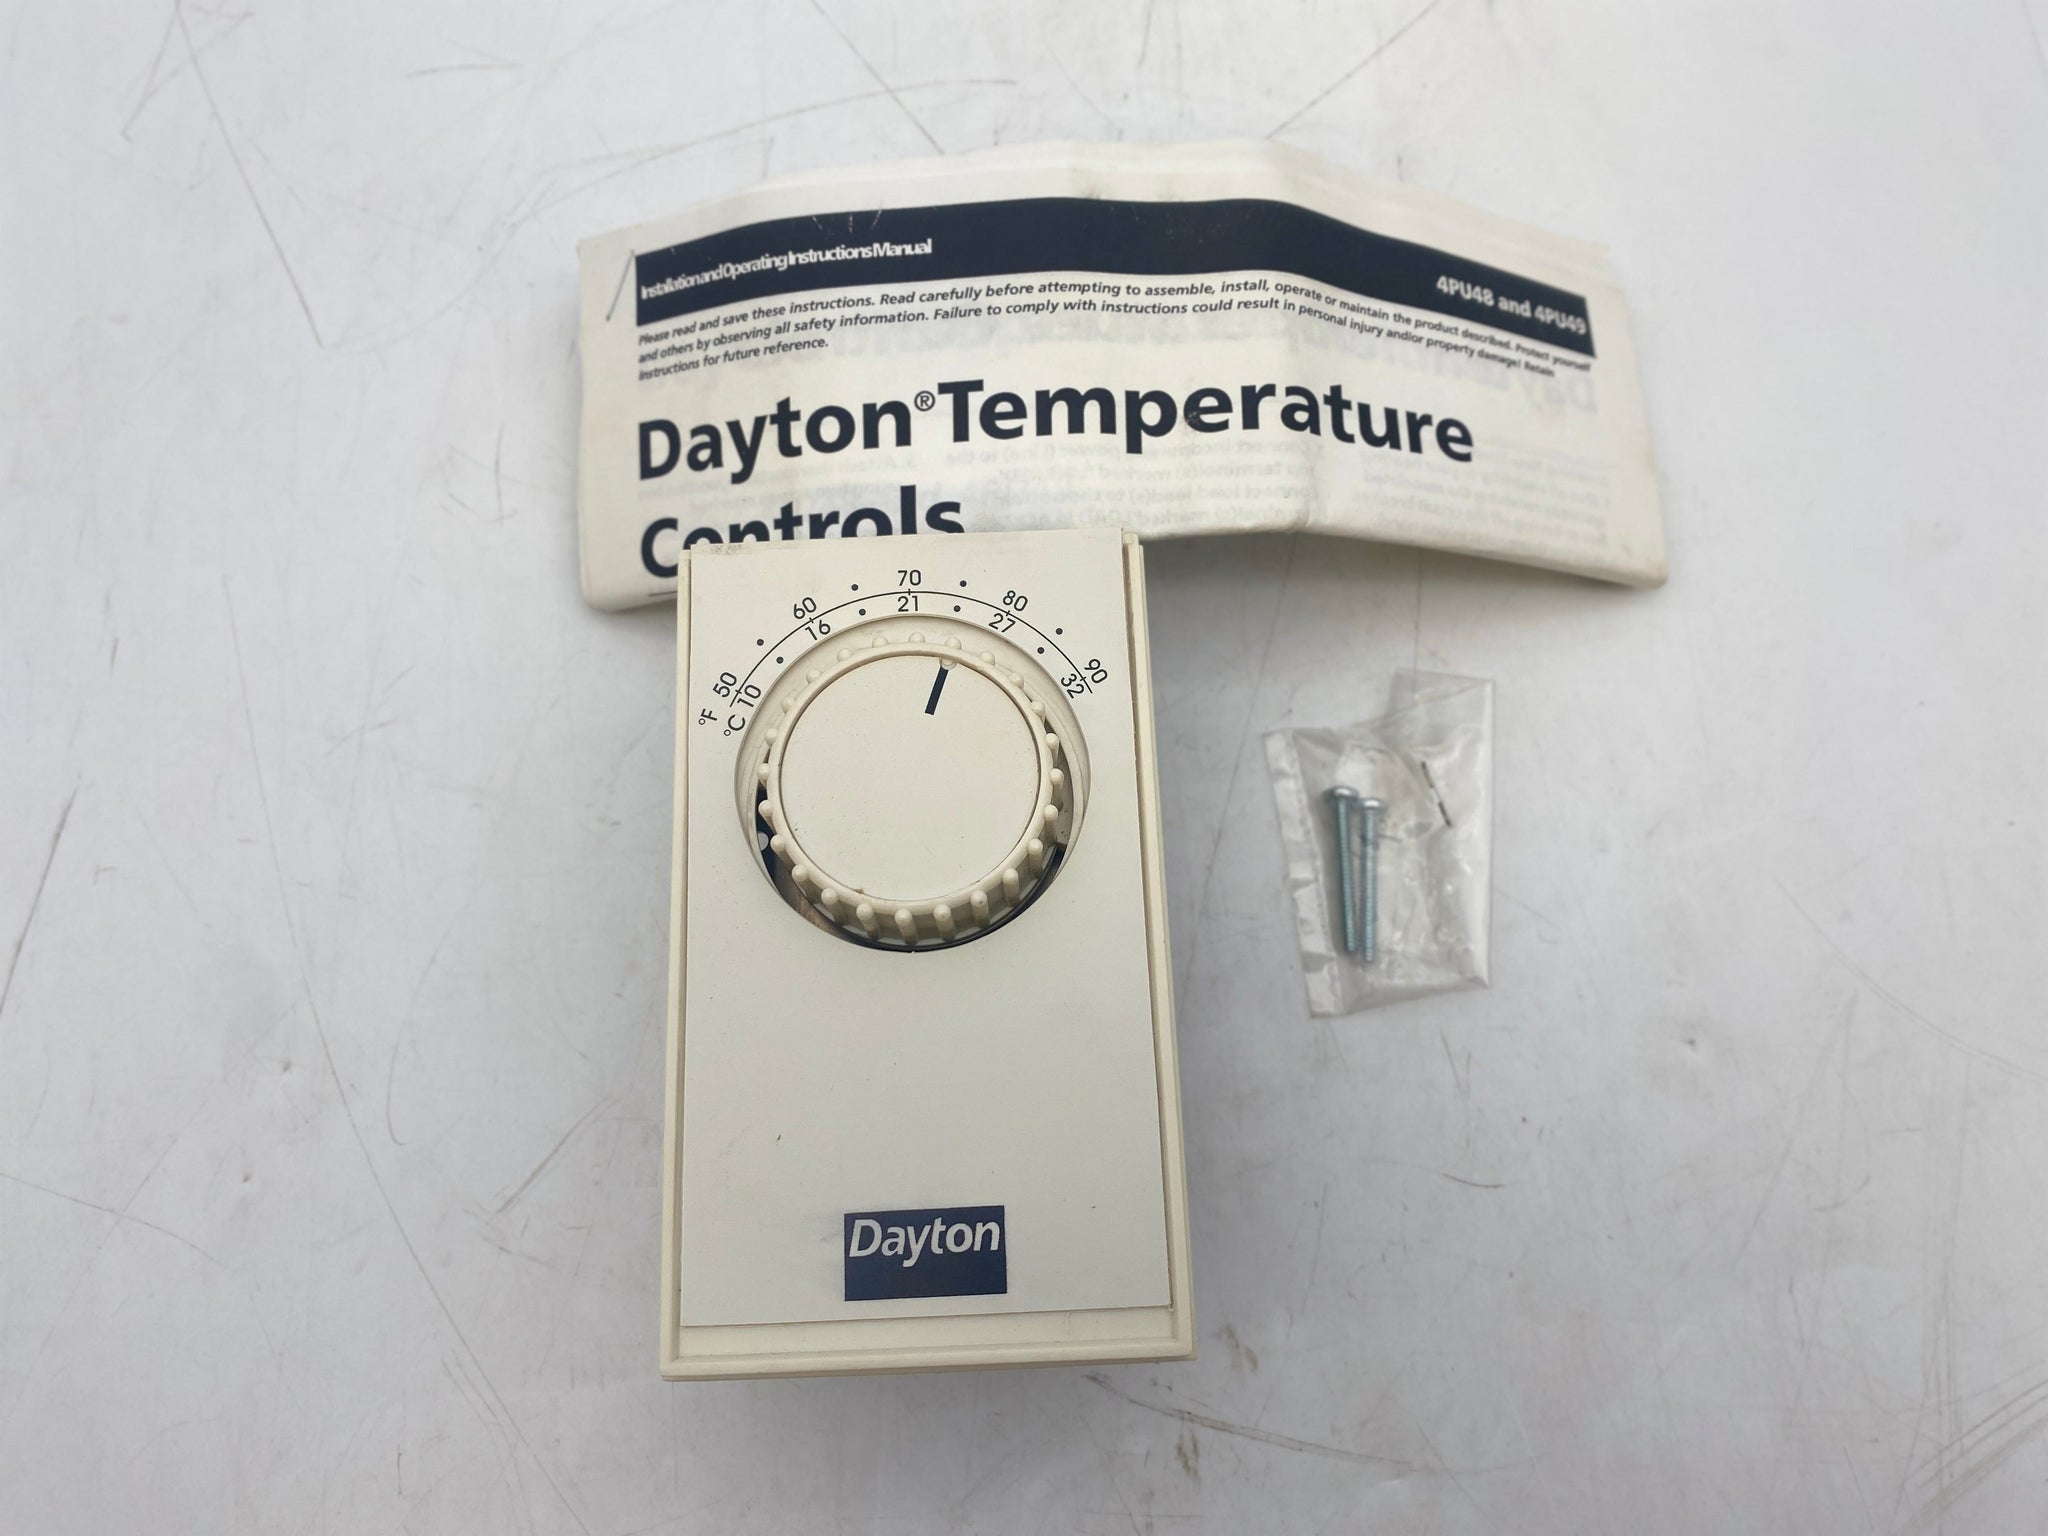 Installation and Operating Instructions Manual
4PU48 and 4PU49
Please read and save these instructions. Read carefully before attempting to assemble, install, operate or maintain the product described. Protect yourself
and others by observing all safety information. Failure to comply with instructions could result in personal injury and/or property damage! Retain
instructions for future reference.
Dayton® Temperature
Controls
°F 50 60 70 80 90
°C 10 16 21 27 32
Dayton